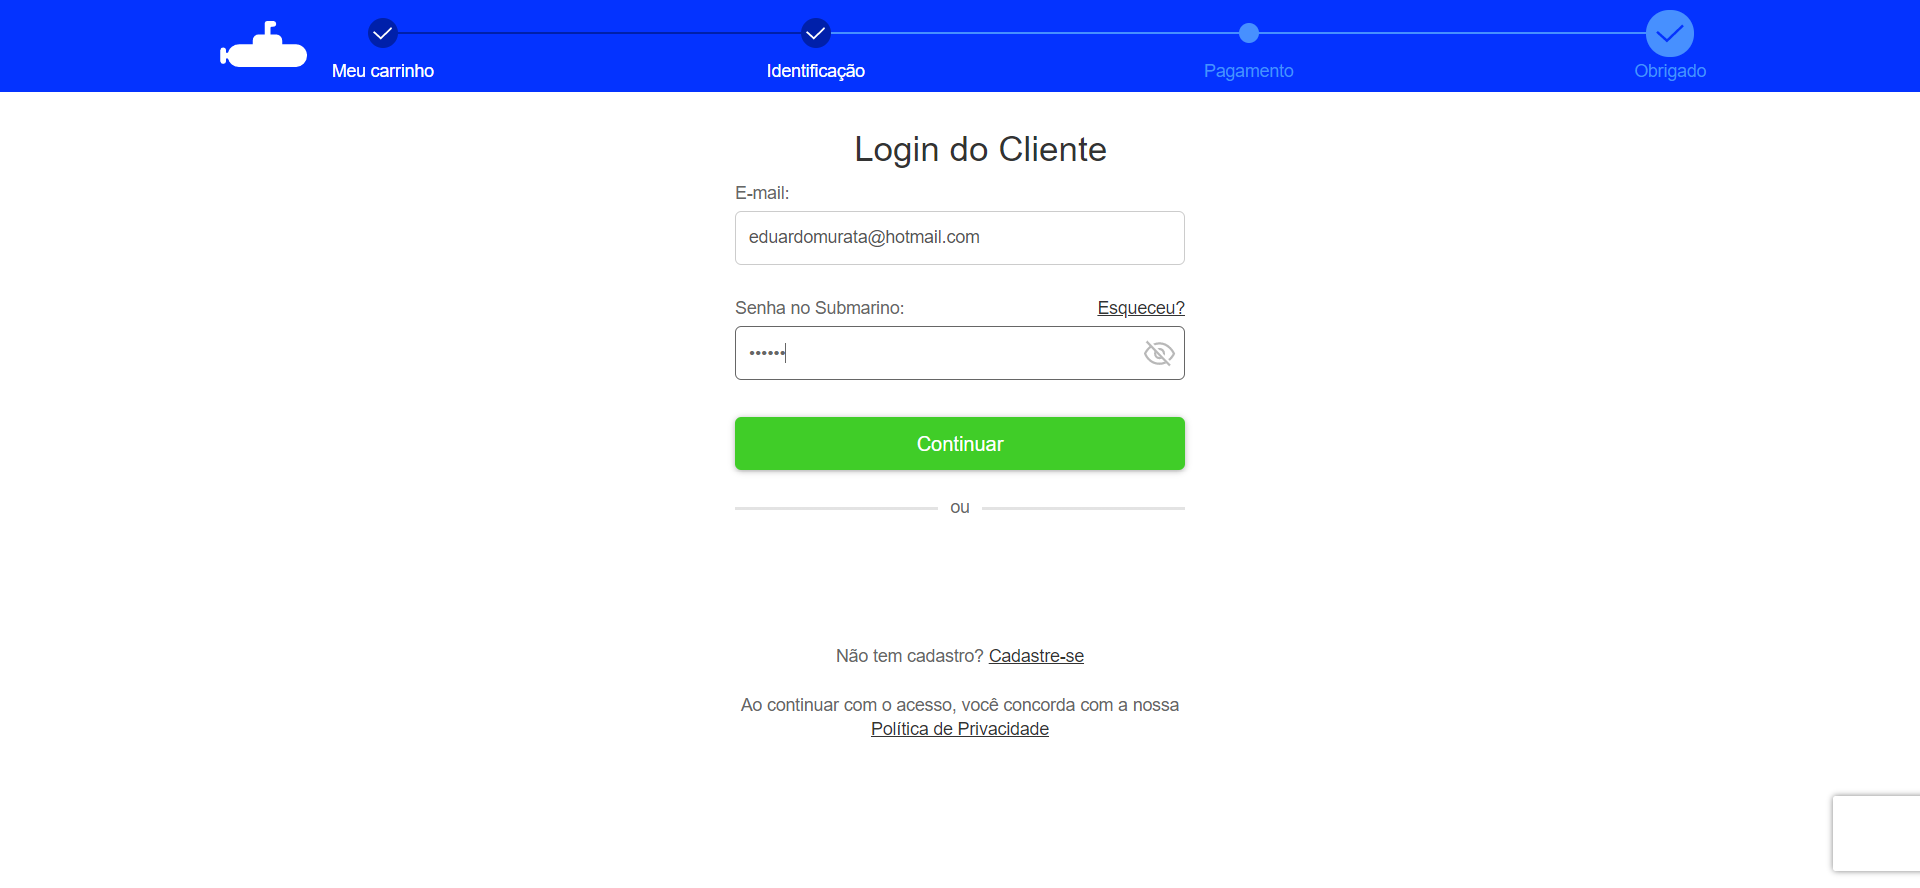 Meu carrinho
Identificação
Pagamento
Obrigado
Login do Cliente
E-mail:
eduardomurata@hotmail.com
Senha no Submarino:
Esqueceu?
••••••
Continuar
ou
Não tem cadastro? Cadastre-se
Ao continuar com o acesso, você concorda com a nossa
Política de Privacidade